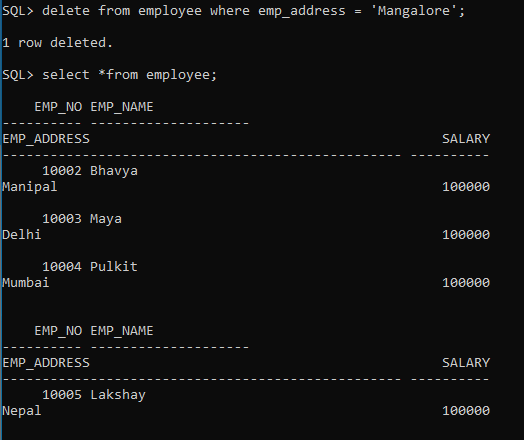 SQL> delete from employee where emp_address = 'Mangalore';
1 row deleted.
SQL> select *from employee;
    EMP_NO EMP_NAME
---------- --------------------
EMP_ADDRESS                                            SALARY
-------------------------------------------------- ----------
     10002 Bhavya
Manipal                                                100000
     10003 Maya
Delhi                                                  100000
     10004 Pulkit
Mumbai                                                 100000
    EMP_NO EMP_NAME
---------- --------------------
EMP_ADDRESS                                            SALARY
-------------------------------------------------- ----------
     10005 Lakshay
Nepal                                                  100000